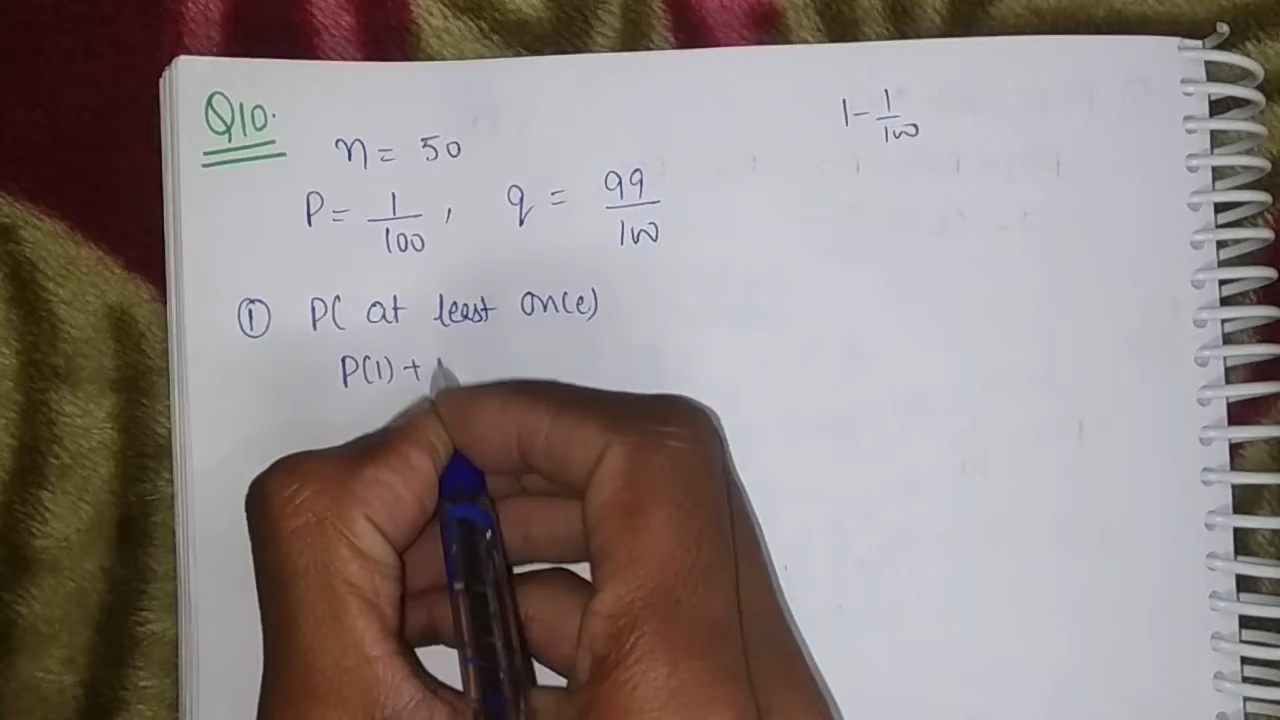 Q10.
n = 50
1 - 1/100
P = 1/100 , q = 99/100
① P( at least once)
P(1) +